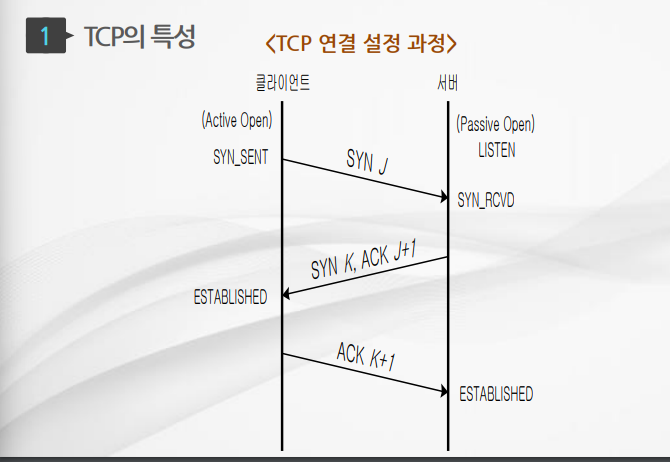 1 TCP의 특성
<TCP 연결 설정 과정>
클라이언트
서버
(Active Open)
(Passive Open)
LISTEN
SYN_SENT
SYN J
SYN_RCVD
SYN K, ACK J+1
ESTABLISHED
ACK K+1
ESTABLISHED